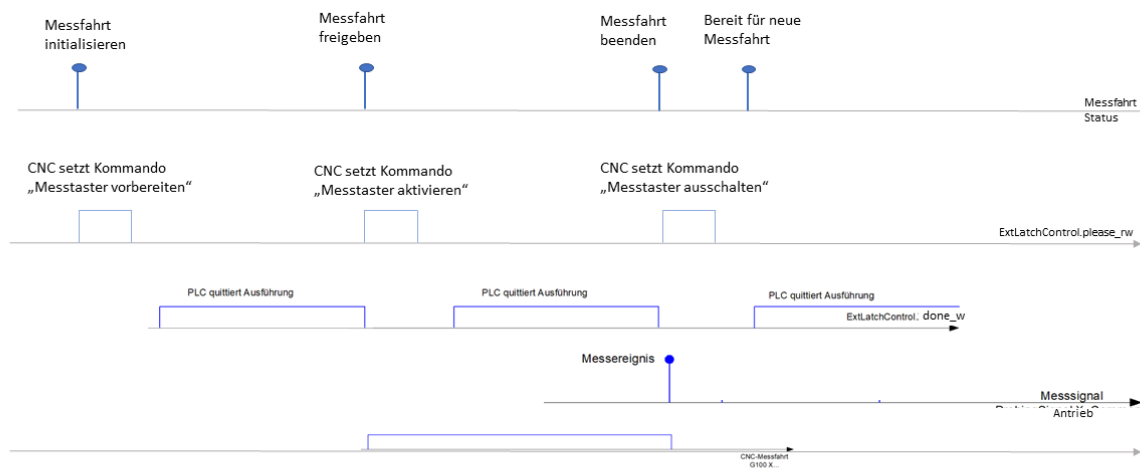 Messfahrt
initialisieren
Messfahrt
freigeben
Messfahrt
beenden
Bereit für neue
Messfahrt
Messfahrt
Status
CNC setzt Kommando
„Messtaster vorbereiten“
CNC setzt Kommando
„Messtaster aktivieren“
CNC setzt Kommando
„Messtaster ausschalten“
ExtLatchControl.please_rw
PLC quittiert Ausführung
PLC quittiert Ausführung
PLC quittiert Ausführung
ExtLatchControl. done_w
Messereignis
Messsignal
Antrieb
CNC-Messfahrt
G100 X...